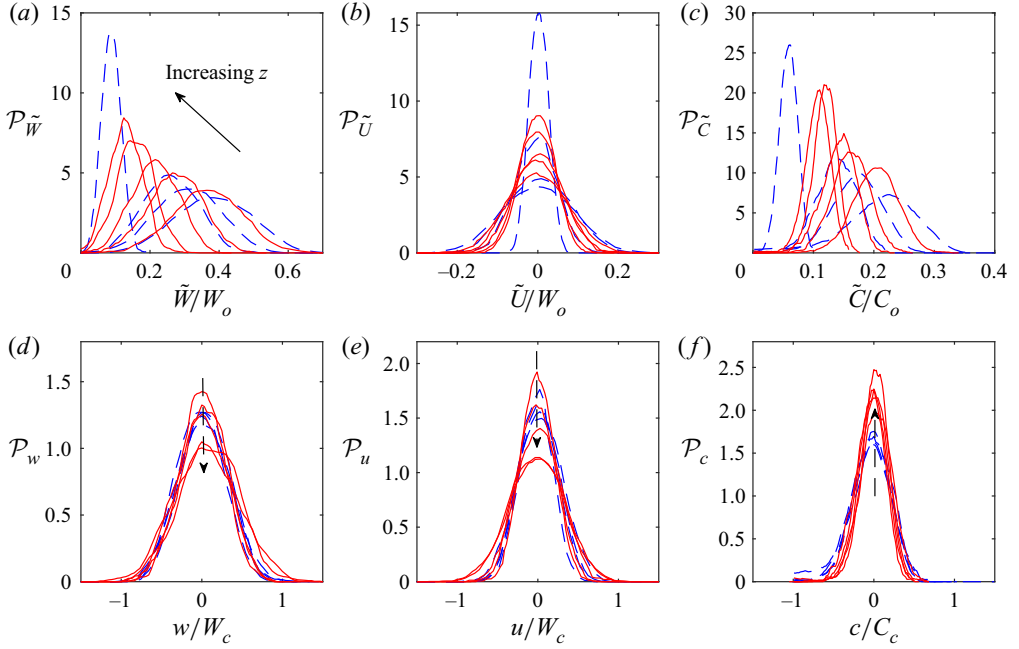 (a) (b) (c)
15 15 30
10 10 20
5 5 10
0 0 0
Increasing z
𝒫_W̃ 𝒫_Ũ 𝒫_C̃
0 0.2 0.4 0.6 −0.2 0 0.2 0 0.1 0.2 0.3 0.4
W̃/W_o Ũ/W_o C̃/C_o
(d) (e) (f)
1.5 2.0 2.5
1.0 1.5 2.0
0.5 1.0 1.5
0 0.5 1.0
0 0.5
0
𝒫_w 𝒫_u 𝒫_c
−1 0 1 −1 0 1 −1 0 1
w/W_c u/W_c c/C_c